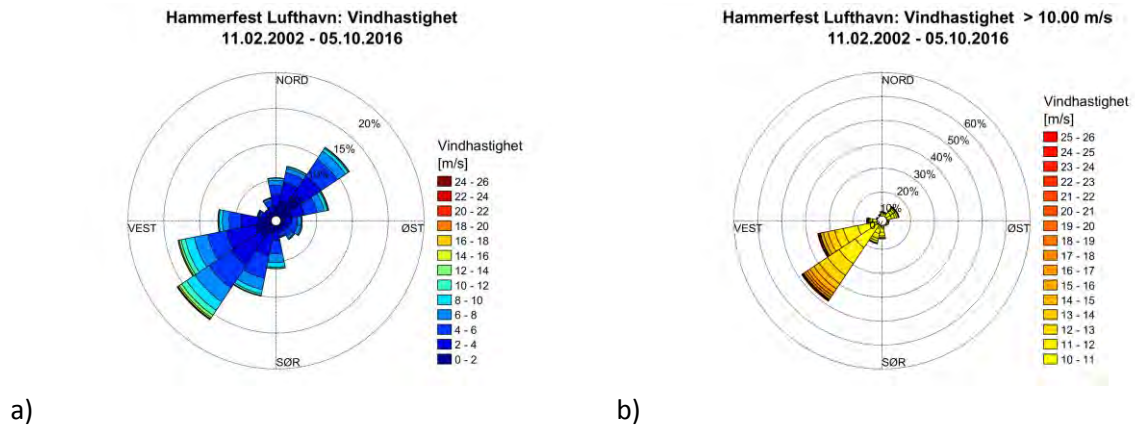 Hammerfest Lufthavn: Vindhastighet
11.02.2002 - 05.10.2016
NORD
20%
15%
10%
VEST
ØST
SØR
Vindhastighet
[m/s]
24 - 26
22 - 24
20 - 22
18 - 20
16 - 18
14 - 16
12 - 14
10 - 12
8 - 10
6 - 8
4 - 6
2 - 4
0 - 2
a)
Hammerfest Lufthavn: Vindhastighet > 10.00 m/s
11.02.2002 - 05.10.2016
NORD
60%
50%
40%
30%
20%
10%
VEST
ØST
SØR
Vindhastighet
[m/s]
25 - 26
24 - 25
23 - 24
22 - 23
21 - 22
20 - 21
19 - 20
18 - 19
17 - 18
16 - 17
15 - 16
14 - 15
13 - 14
12 - 13
11 - 12
10 - 11
b)